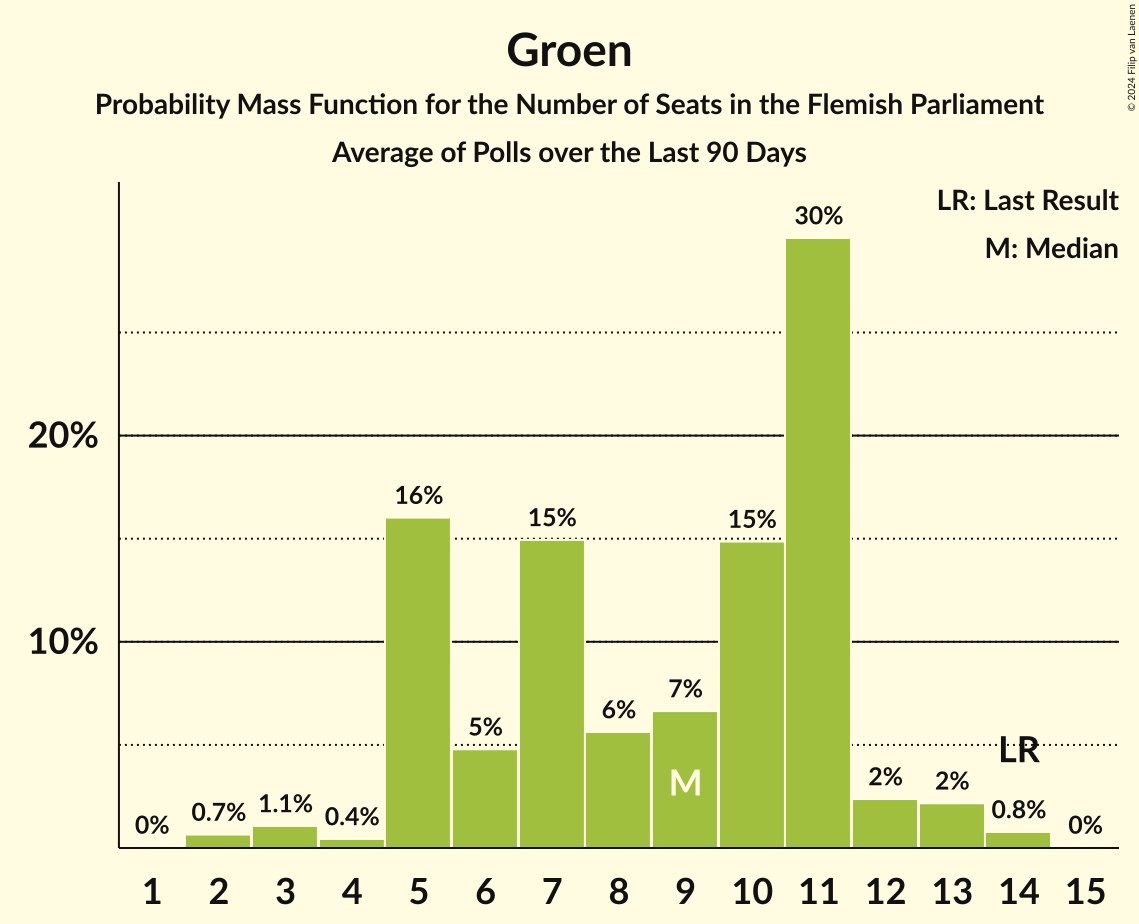 Groen
Probability Mass Function for the Number of Seats in the Flemish Parliament
Average of Polls over the Last 90 Days
© 2024 Filip van Laenen
LR: Last Result
M: Median
30%
20%
16%
15%
15%
10%
7%
6%
5%
LR
M
2%
2%
0%
0.7%
1.1%
0.4%
0.8%
0%
1 2 3 4 5 6 7 8 9 10 11 12 13 14 15